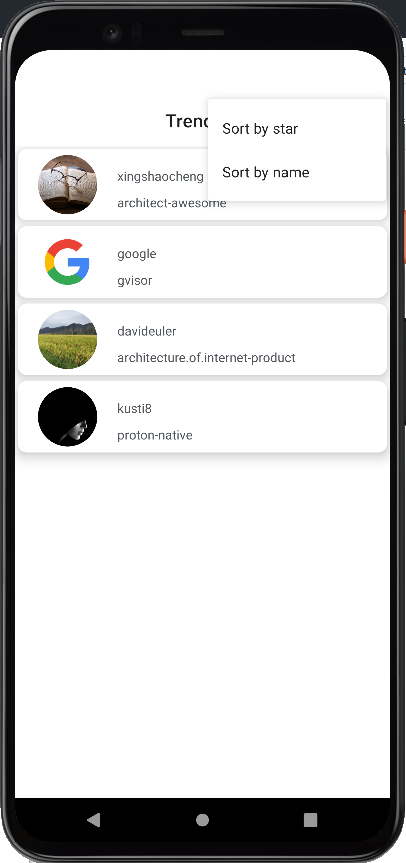 Trend
Sort by star
Sort by name
xingshaocheng
architect-awesome
google
gvisor
davideuler
architecture.of.internet-product
kusti8
proton-native